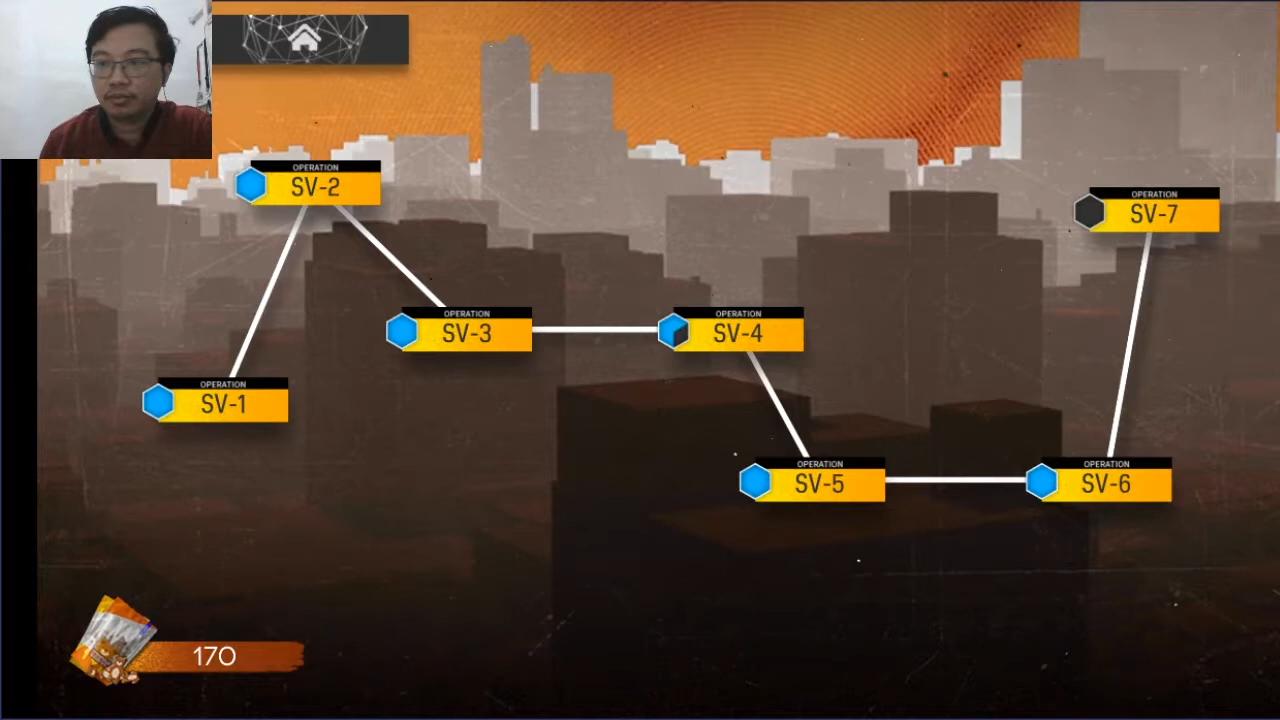 OPERATION
SV-2
OPERATION
SV-7
OPERATION
SV-3
OPERATION
SV-4
OPERATION
SV-1
OPERATION
SV-5
OPERATION
SV-6
170